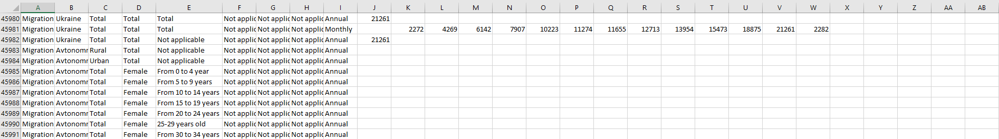 A B C D E F G H I J K L M N O P Q R S T U V W X Y Z AA AB
45980 Migration Ukraine Total Total Total Not applic Not applic Not applic Annual 21261
45981 Migration Ukraine Total Total Total Not applic Not applic Not applic Monthly 2272 4269 6142 7907 10223 11274 11655 12713 13954 15473 18875 21261 2282
45982 Migration Ukraine Total Total Not applicable Not applic Not applic Not applic Annual 21261
45983 Migration Avtonomr Rural Total Not applicable Not applic Not applic Not applic Annual
45984 Migration Avtonomr Urban Total Not applicable Not applic Not applic Not applic Annual
45985 Migration Avtonomr Total Female From 0 to 4 year Not applic Not applic Not applic Annual
45986 Migration Avtonomr Total Female From 5 to 9 years Not applic Not applic Not applic Annual
45987 Migration Avtonomr Total Female From 10 to 14 years Not applic Not applic Not applic Annual
45988 Migration Avtonomr Total Female From 15 to 19 years Not applic Not applic Not applic Annual
45989 Migration Avtonomr Total Female From 20 to 24 years Not applic Not applic Not applic Annual
45990 Migration Avtonomr Total Female 25-29 years old Not applic Not applic Not applic Annual
45991 Migration Avtonomr Total Female From 30 to 34 years Not applic Not applic Not applic Annual